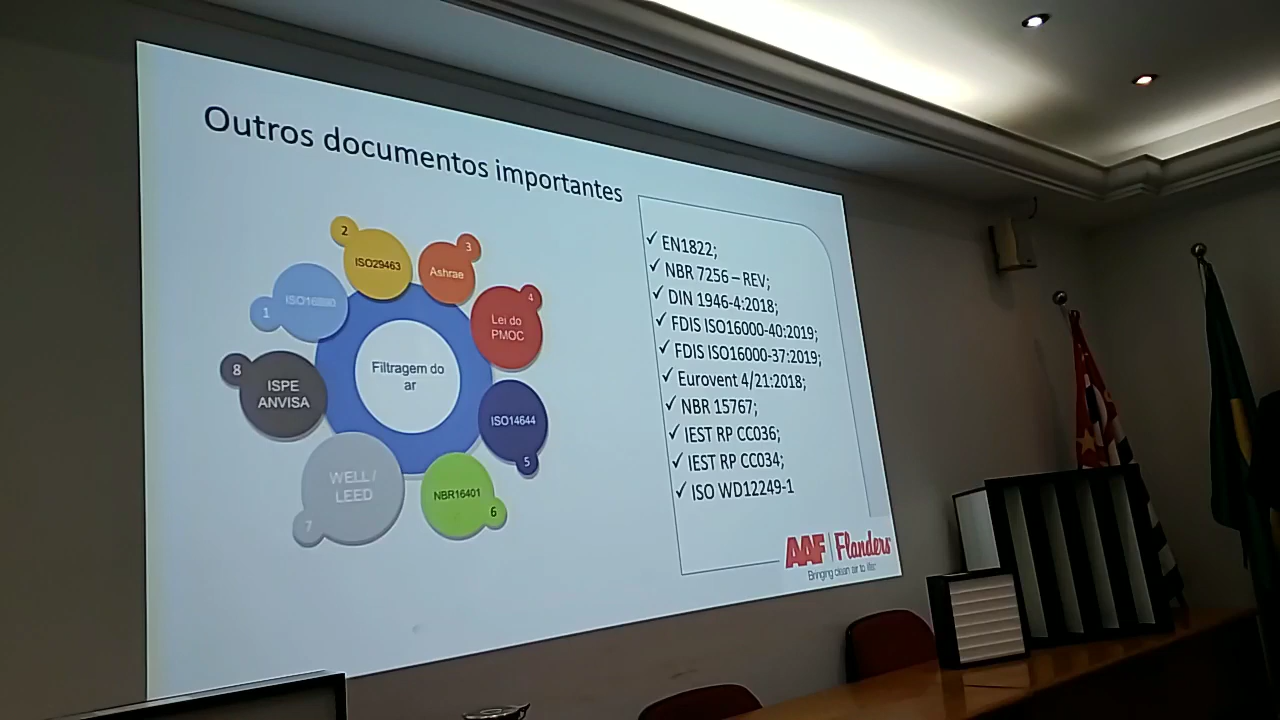 Outros documentos importantes
2
ISO29463
3
Ashrae
ISO16890
1
4
Lei do
PMOC
Filtragem do
ar
8
ISPE
ANVISA
ISO14644
5
WELL /
LEED
7
NBR16401
6
✓ EN1822;
✓ NBR 7256 – REV;
✓ DIN 1946-4:2018;
✓ FDIS ISO16000-40:2019;
✓ FDIS ISO16000-37:2019;
✓ Eurovent 4/21:2018;
✓ NBR 15767;
✓ IEST RP CC036;
✓ IEST RP CC034;
✓ ISO WD12249-1
AAF | Flanders
Bringing clean air to life